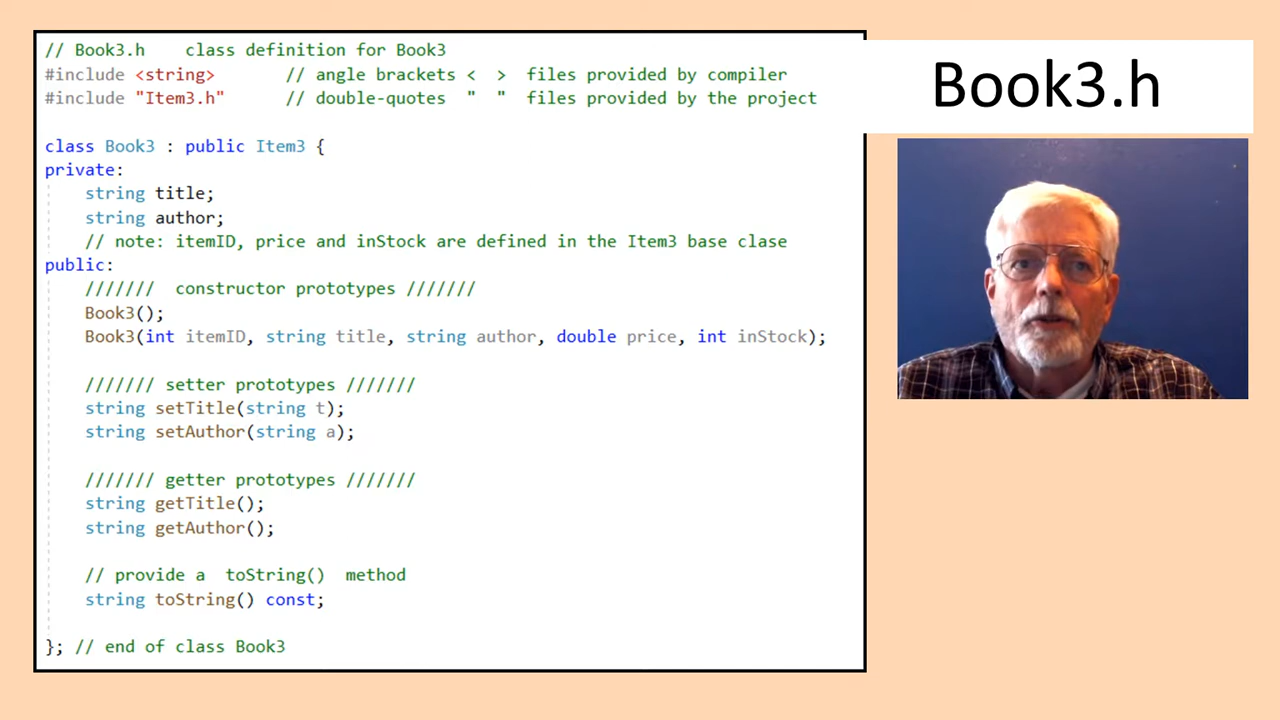 // Book3.h    class definition for Book3
#include <string>       // angle brackets <  >  files provided by compiler
#include "Item3.h"      // double-quotes  "  "  files provided by the project
class Book3 : public Item3 {
private:
    string title;
    string author;
    // note: itemID, price and inStock are defined in the Item3 base clase
public:
    ///////  constructor prototypes ///////
    Book3();
    Book3(int itemID, string title, string author, double price, int inStock);
    /////// setter prototypes ///////
    string setTitle(string t);
    string setAuthor(string a);
    /////// getter prototypes ///////
    string getTitle();
    string getAuthor();
    // provide a  toString()  method
    string toString() const;
}; // end of class Book3
Book3.h